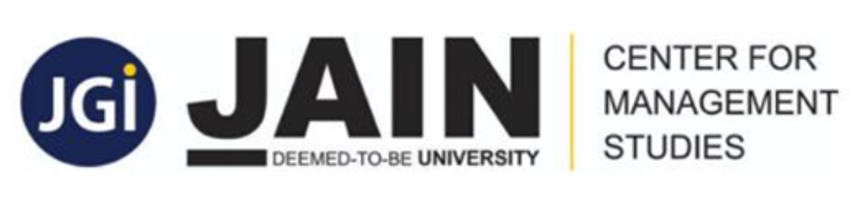 JGi
JAIN
DEEMED-TO-BE UNIVERSITY
CENTER FOR
MANAGEMENT
STUDIES